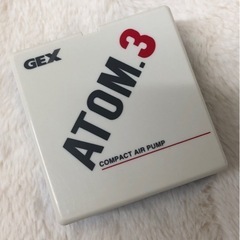 GEX
ATOM.3
COMPACT AIR PUMP